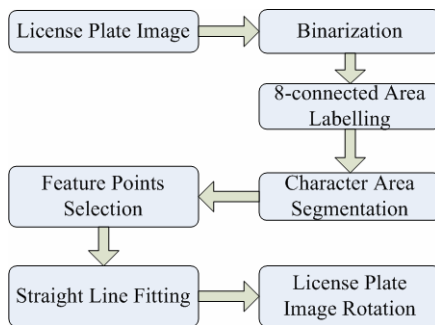 License Plate Image
Binarization
8-connected Area
Labelling
Character Area
Segmentation
Feature Points
Selection
Straight Line Fitting
License Plate
Image Rotation